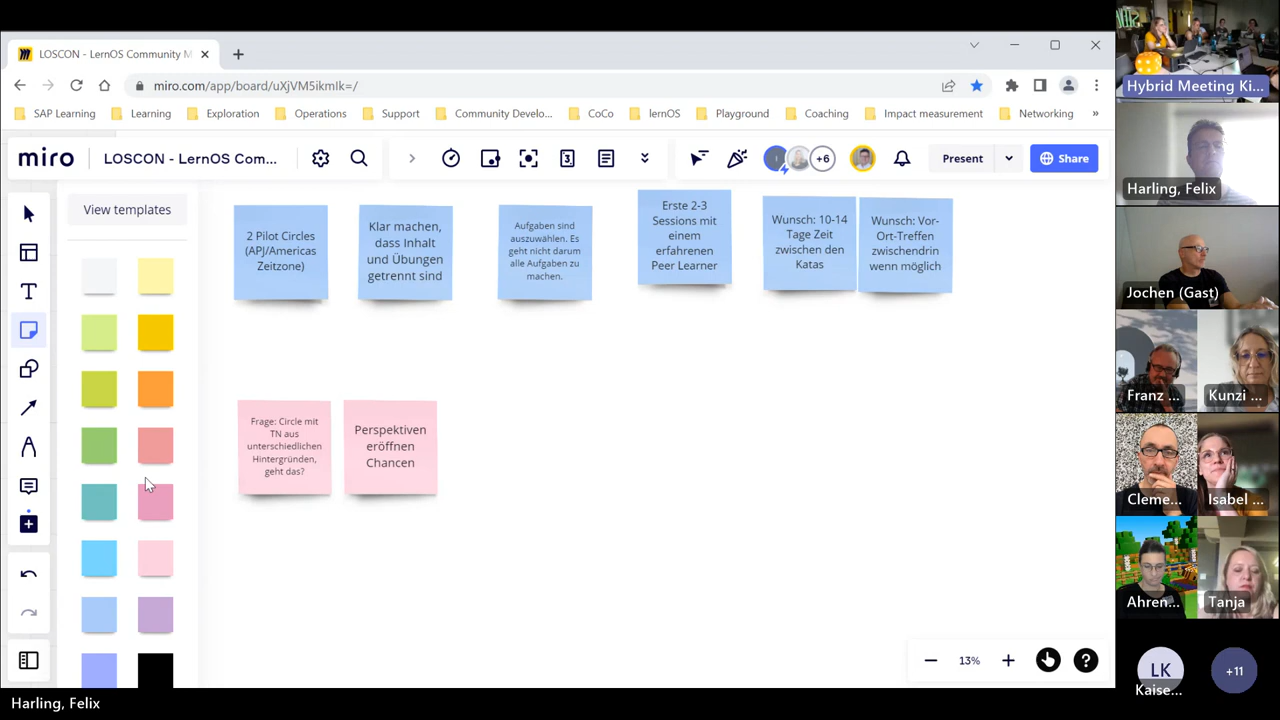 LOSCON - LernOS Community M
miro.com/app/board/uXjVM5ikmIk=/
SAP Learning
Learning
Exploration
Operations
Support
Community Develo...
CoCo
lernOS
Playground
Coaching
Impact measurement
Networking
»
miro
LOSCON - LernOS Com...
3
+6
Present
Share
View templates
2 Pilot Circles
(APJ/Americas
Zeitzone)
Klar machen,
dass Inhalt
und Übungen
getrennt sind
Aufgaben sind
auszuwählen. Es
geht nicht darum
alle Aufgaben zu
machen.
Erste 2-3
Sessions mit
einem
erfahrenen
Peer Learner
Wunsch: 10-14
Tage Zeit
zwischen den
Katas
Wunsch: Vor-
Ort-Treffen
zwischendrin
wenn möglich
Frage: Circle mit
TN aus
unterschiedlichen
Hintergründen,
geht das?
Perspektiven
eröffnen
Chancen
13%
Harling, Felix
Hybrid Meeting Ki...
Harling, Felix
Jochen (Gast)
Franz ...
Kunzi ...
Cleme...
Isabel ...
Ahren...
Tanja
LK
Kaise...
+11